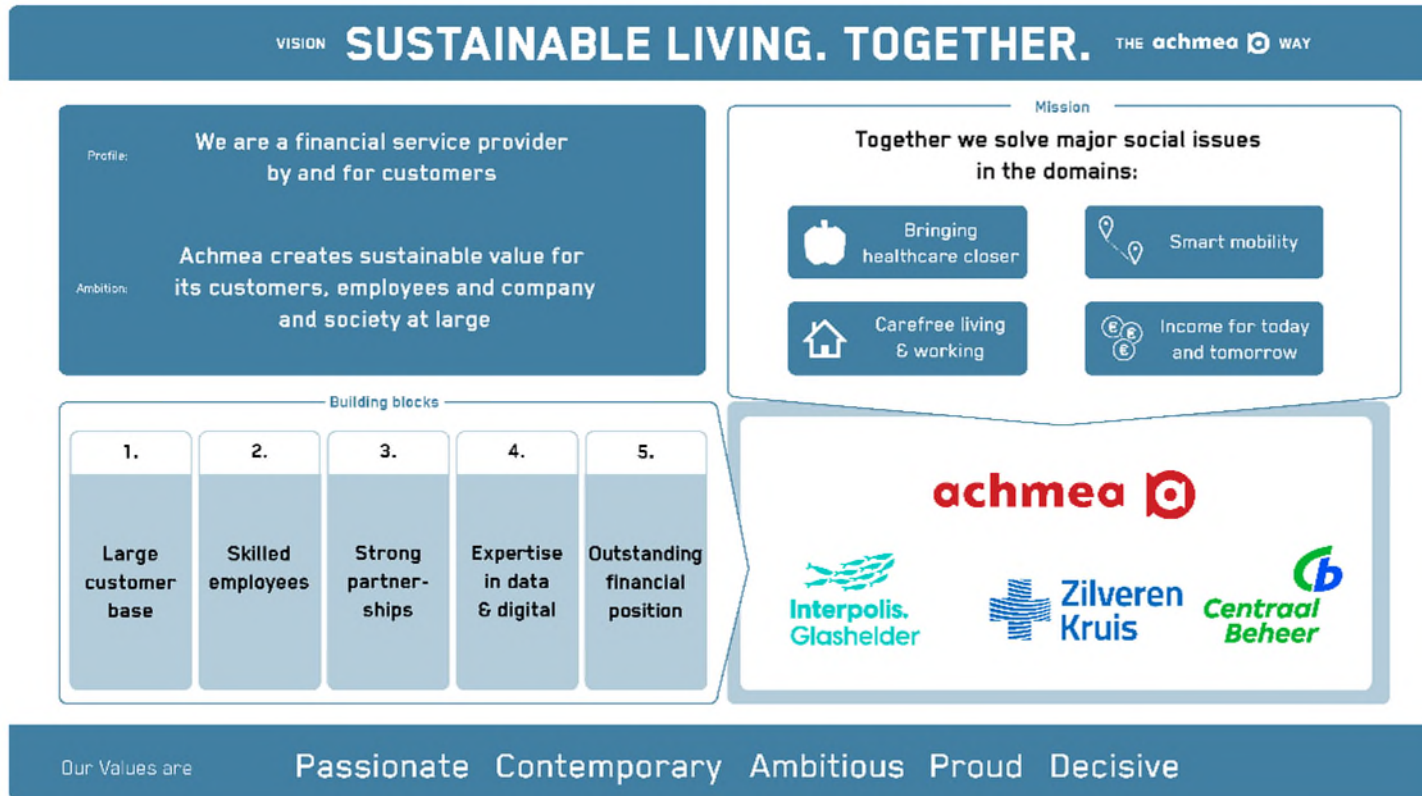 VISION SUSTAINABLE LIVING. TOGETHER. THE achmea WAY
Profile:
We are a financial service provider
by and for customers
Ambition:
Achmea creates sustainable value for
its customers, employees and company
and society at large
Mission
Together we solve major social issues
in the domains:
Bringing
healthcare closer
Smart mobility
Carefree living
& working
Income for today
and tomorrow
Building blocks
1.
Large
customer
base
2.
Skilled
employees
3.
Strong
partner-
ships
4.
Expertise
in data
& digital
5.
Outstanding
financial
position
achmea
Interpolis.
Glashelder
Zilveren
Kruis
Cb
Centraal
Beheer
Our Values are Passionate Contemporary Ambitious Proud Decisive